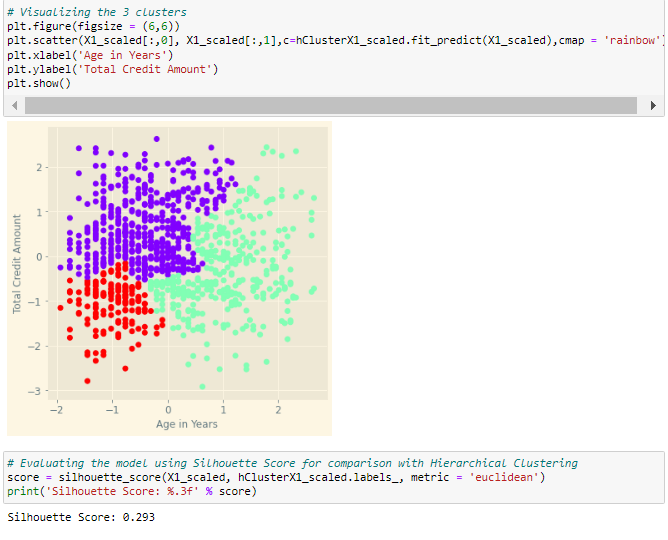 # Visualizing the 3 clusters
plt.figure(figsize = (6,6))
plt.scatter(X1_scaled[:,0], X1_scaled[:,1],c=hClusterX1_scaled.fit_predict(X1_scaled),cmap = 'rainbow')
plt.xlabel('Age in Years')
plt.ylabel('Total Credit Amount')
plt.show()
2
1
0
−1
−2
−3
Total Credit Amount
−2 −1 0 1 2
Age in Years
# Evaluating the model using Silhouette Score for comparison with Hierarchical Clustering
score = silhouette_score(X1_scaled, hClusterX1_scaled.labels_, metric = 'euclidean')
print('Silhouette Score: %.3f' % score)
Silhouette Score: 0.293